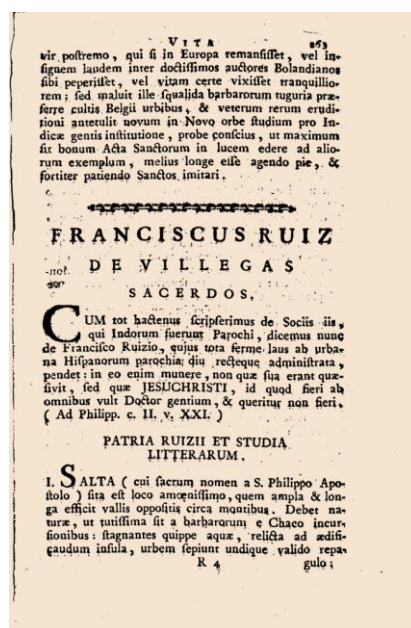 VITA 263
vir postremo, qui si in Europa remansiſſet, vel in-
ſignem laudem inter doctiſſimos auctores Bolandianos
ſibi peperiſſet, vel vitam certe vixiſſet tranquillio-
rem; ſed maluit ille ſqualida barbarorum tuguria præ-
ferre cultis Belgii urbibus, & veterum rerum erudi-
tioni antetulit novum in Novo orbe ſtudium pro In-
dicæ gentis inſtitutione, probe conſcius, ut maximum
ſit bonum Acta Sanctorum in lucem edere ad alio-
rum exemplum, melius longe eſſe agendo pie, &
fortiter patiendo Sanctos imitari.
FRANCISCUS RUIZ
DE VILLEGAS
SACERDOS.
CUM tot hactenus ſcripſerimus de Sociis iis,
qui Indorum fuerunt Parochi, dicemus nunc
de Franciſco Ruizio, cujus tota ferme laus ab urba-
na Hiſpanorum parochia diu recteque adminiſtrata,
pendet: in eo enim munere, non quæ ſua erant quæ-
ſivit, ſed quæ JESUCHRISTI, id quod fieri ab
omnibus vult Doctor gentium, & queritur non fieri.
( Ad Philipp. c. II. v. XXI. )
PATRIA RUIZII ET STUDIA
LITTERARUM.
I. SALTA ( cui ſacrum nomen a S. Philippo Apo-
ſtolo ) ſita eſt loco amœniſſimo, quem ampla & lon-
ga efficit vallis oppoſitis circa montibus. Debet na-
turæ, ut tutiſſima ſit a barbarorum e Chaco incur-
ſionibus: ſtagnantes quippe aquæ, relicta ad ædifi-
caudum inſula, urbem ſepiunt undique valido repa-
R 4 gulo;